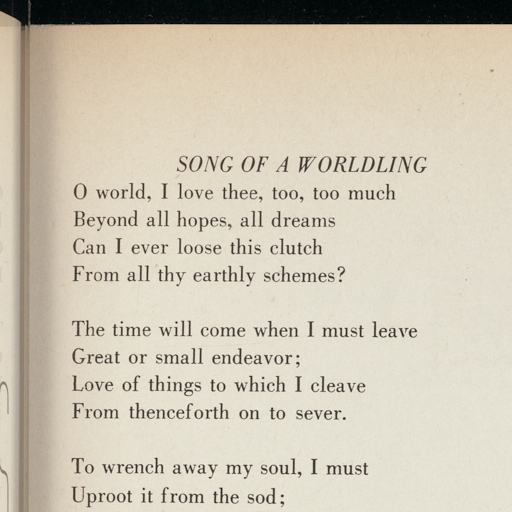 SONG OF A WORLDLING
O world, I love thee, too, too much
Beyond all hopes, all dreams
Can I ever loose this clutch
From all thy earthly schemes?
The time will come when I must leave
Great or small endeavor;
Love of things to which I cleave
From thenceforth on to sever.
To wrench away my soul, I must
Uproot it from the sod;